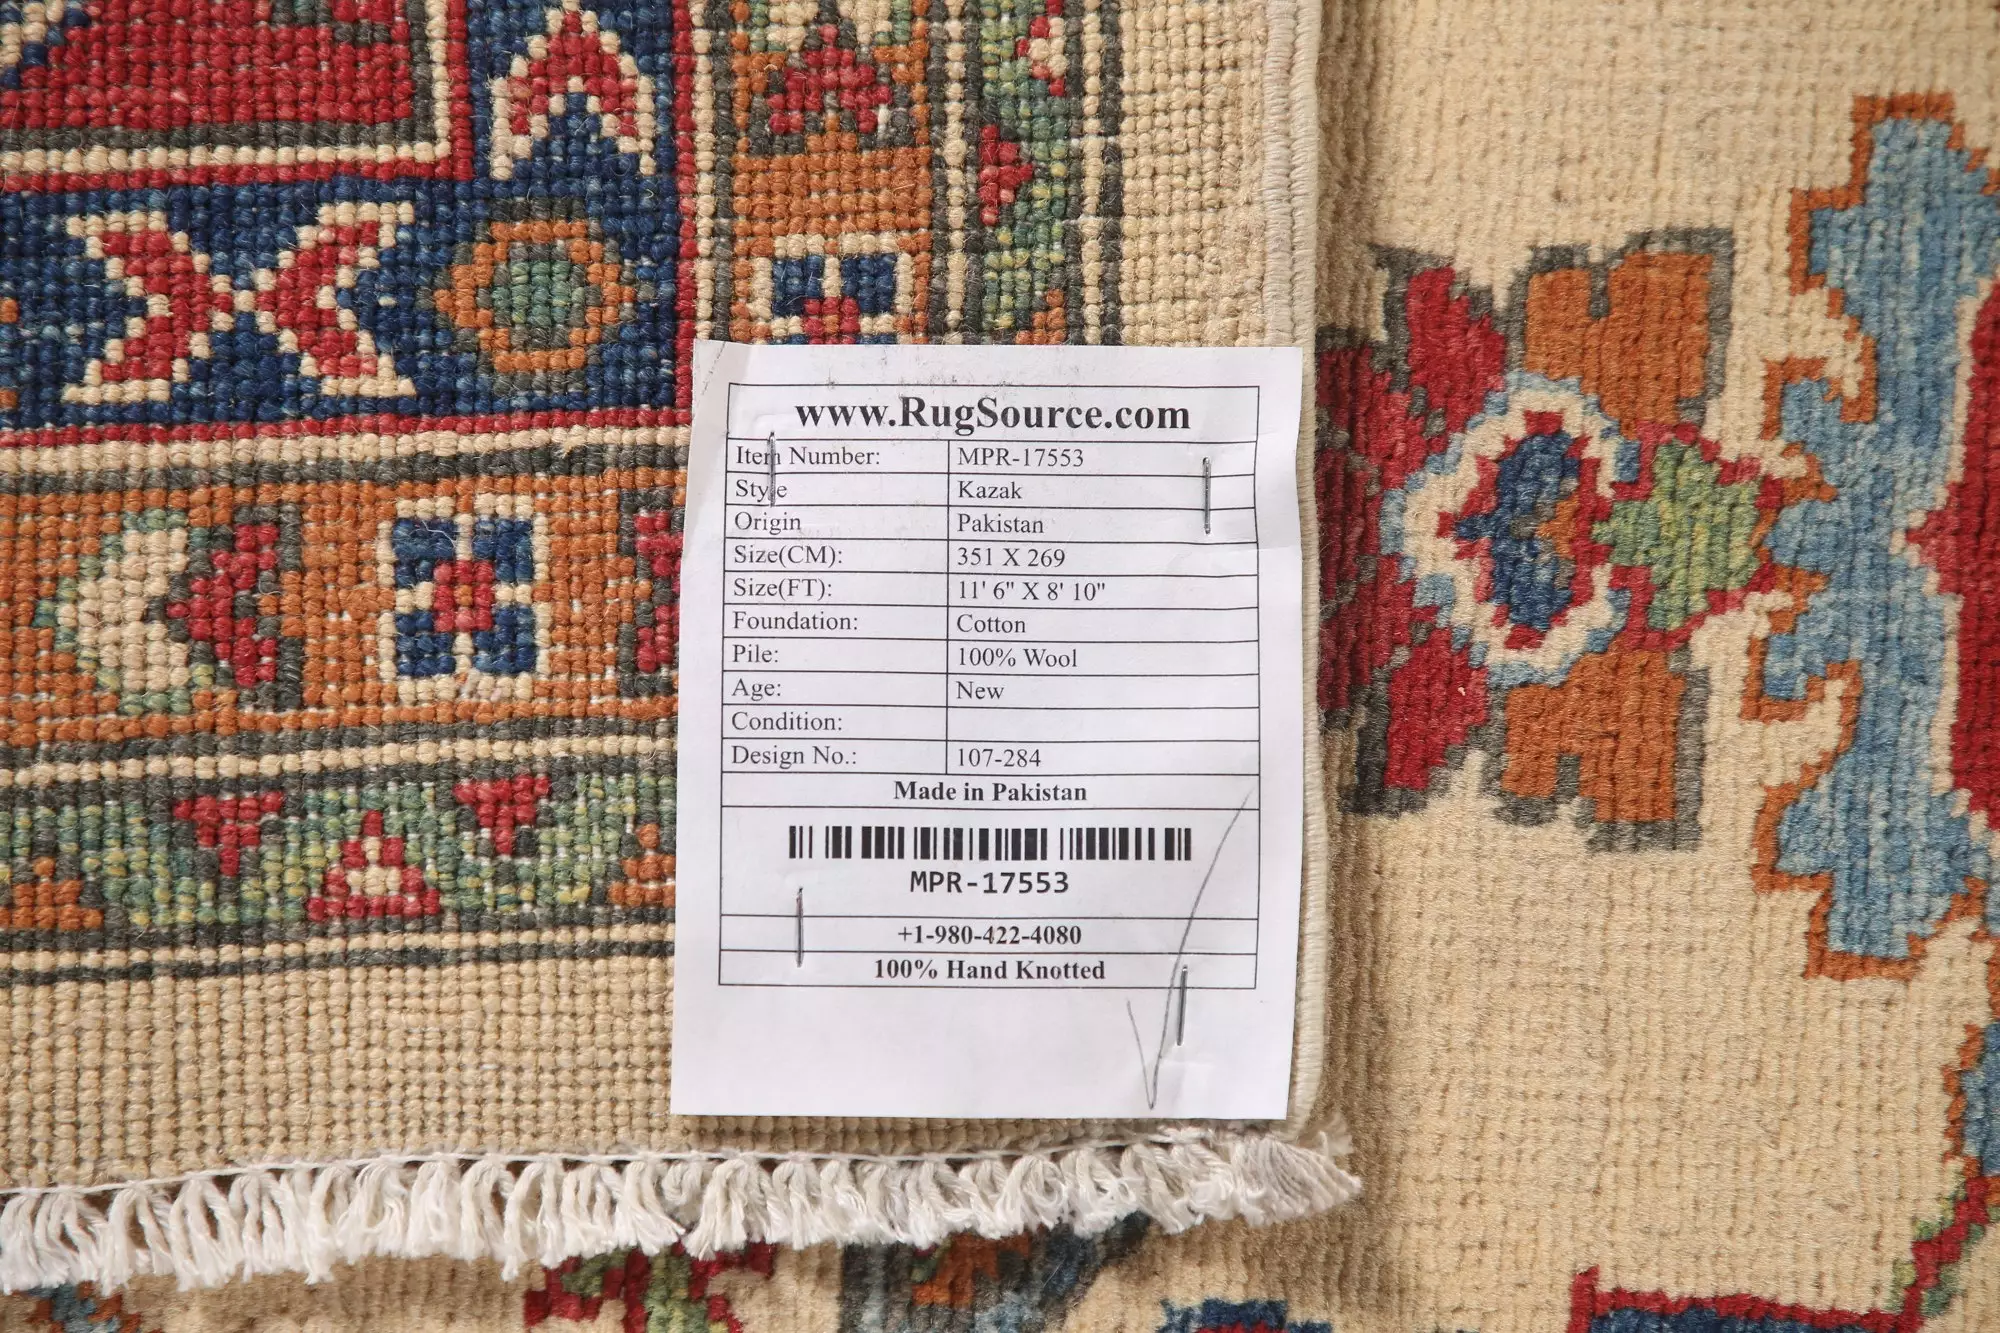 www.RugSource.com
Item Number: MPR-17553
Style Kazak
Origin Pakistan
Size(CM): 351 X 269
Size(FT): 11' 6" X 8' 10"
Foundation: Cotton
Pile: 100% Wool
Age: New
Condition:
Design No.: 107-284
Made in Pakistan
MPR-17553
+1-980-422-4080
100% Hand Knotted